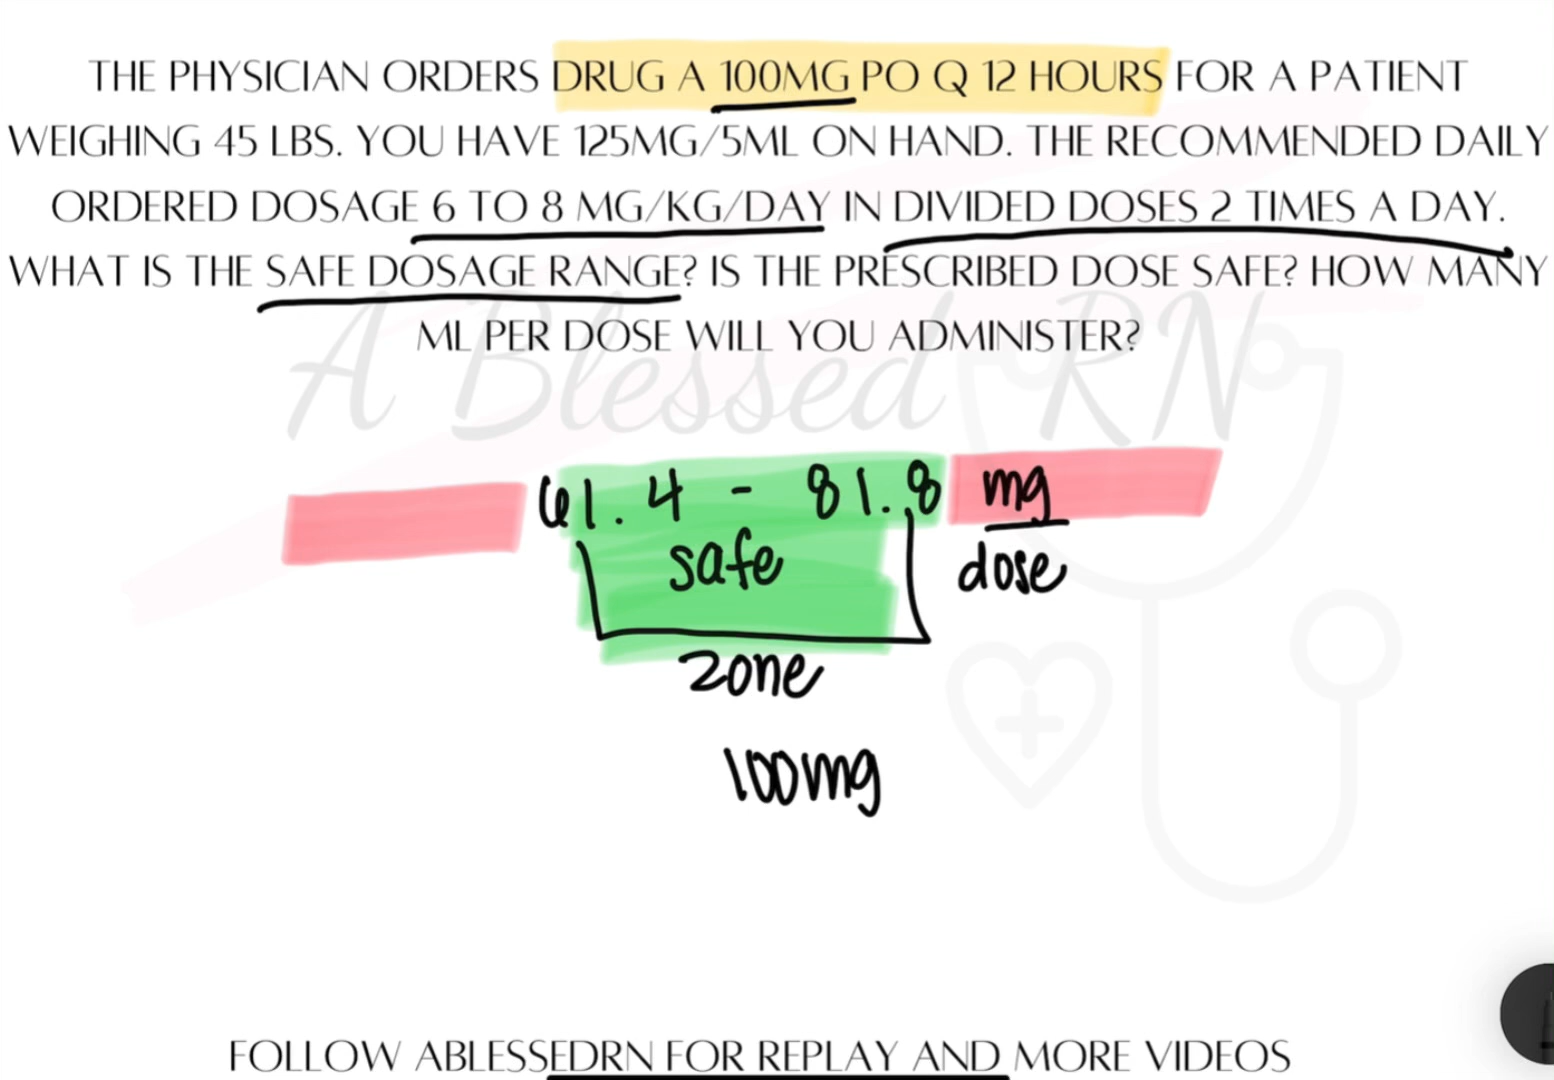 THE PHYSICIAN ORDERS DRUG A 100MG PO Q 12 HOURS FOR A PATIENT
WEIGHING 45 LBS. YOU HAVE 125MG/5ML ON HAND. THE RECOMMENDED DAILY
ORDERED DOSAGE 6 TO 8 MG/KG/DAY IN DIVIDED DOSES 2 TIMES A DAY.
WHAT IS THE SAFE DOSAGE RANGE? IS THE PRESCRIBED DOSE SAFE? HOW MANY
ML PER DOSE WILL YOU ADMINISTER?
A Blessed RN
61.4 - 81.8 mg
safe dose
zone
100mg
FOLLOW ABLESSEDRN FOR REPLAY AND MORE VIDEOS